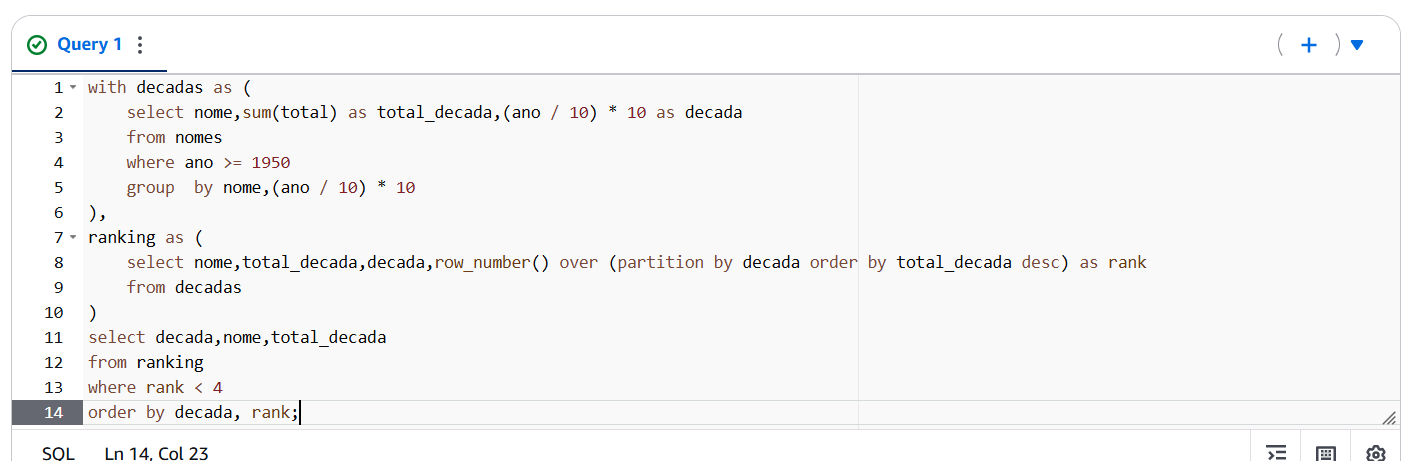 Query 1
1 with decadas as (
2 select nome,sum(total) as total_decada,(ano / 10) * 10 as decada
3 from nomes
4 where ano >= 1950
5 group  by nome,(ano / 10) * 10
6 ),
7 ranking as (
8 select nome,total_decada,decada,row_number() over (partition by decada order by total_decada desc) as rank
9 from decadas
10 )
11 select decada,nome,total_decada
12 from ranking
13 where rank < 4
14 order by decada, rank;
SQL Ln 14, Col 23